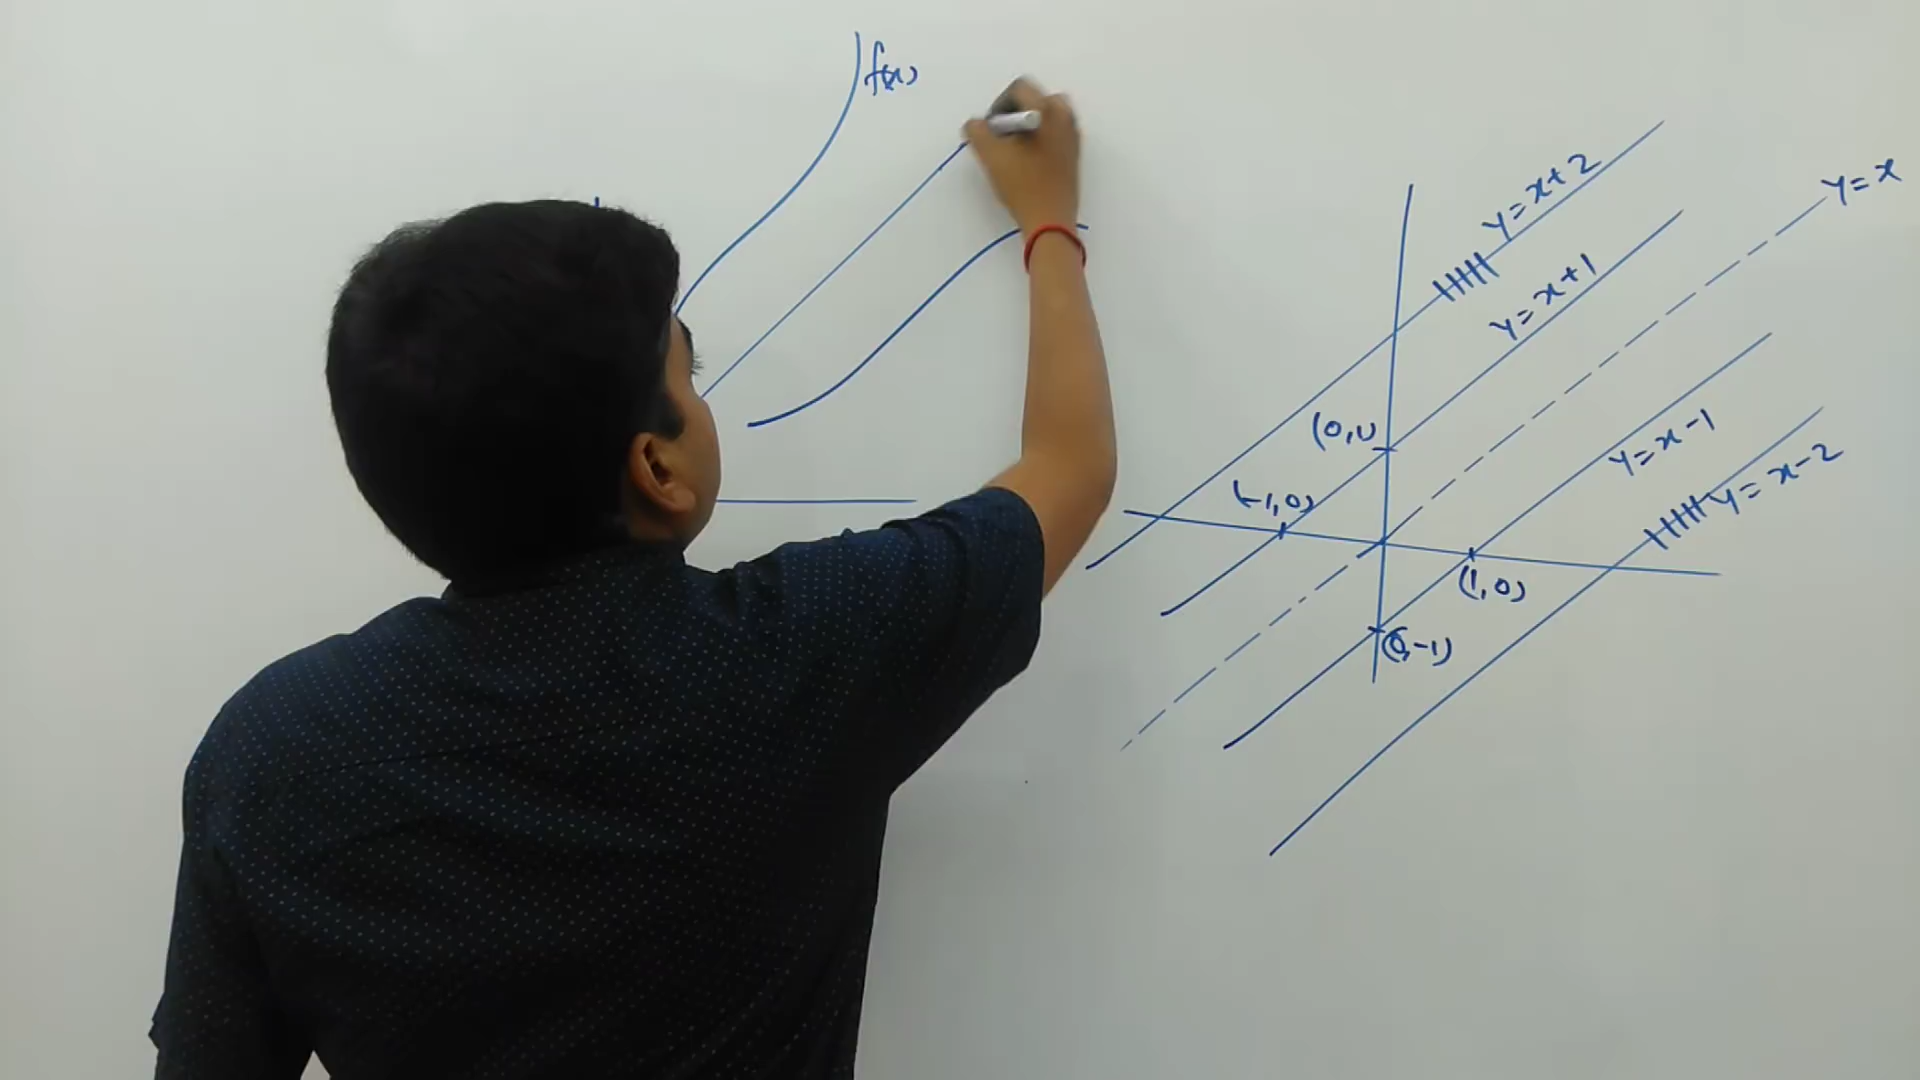 f(x)
y = x + 2
y = x
y = x + 1
(0,1)
(-1,0)
y = x - 1
y = x - 2
(1,0)
(0,-1)